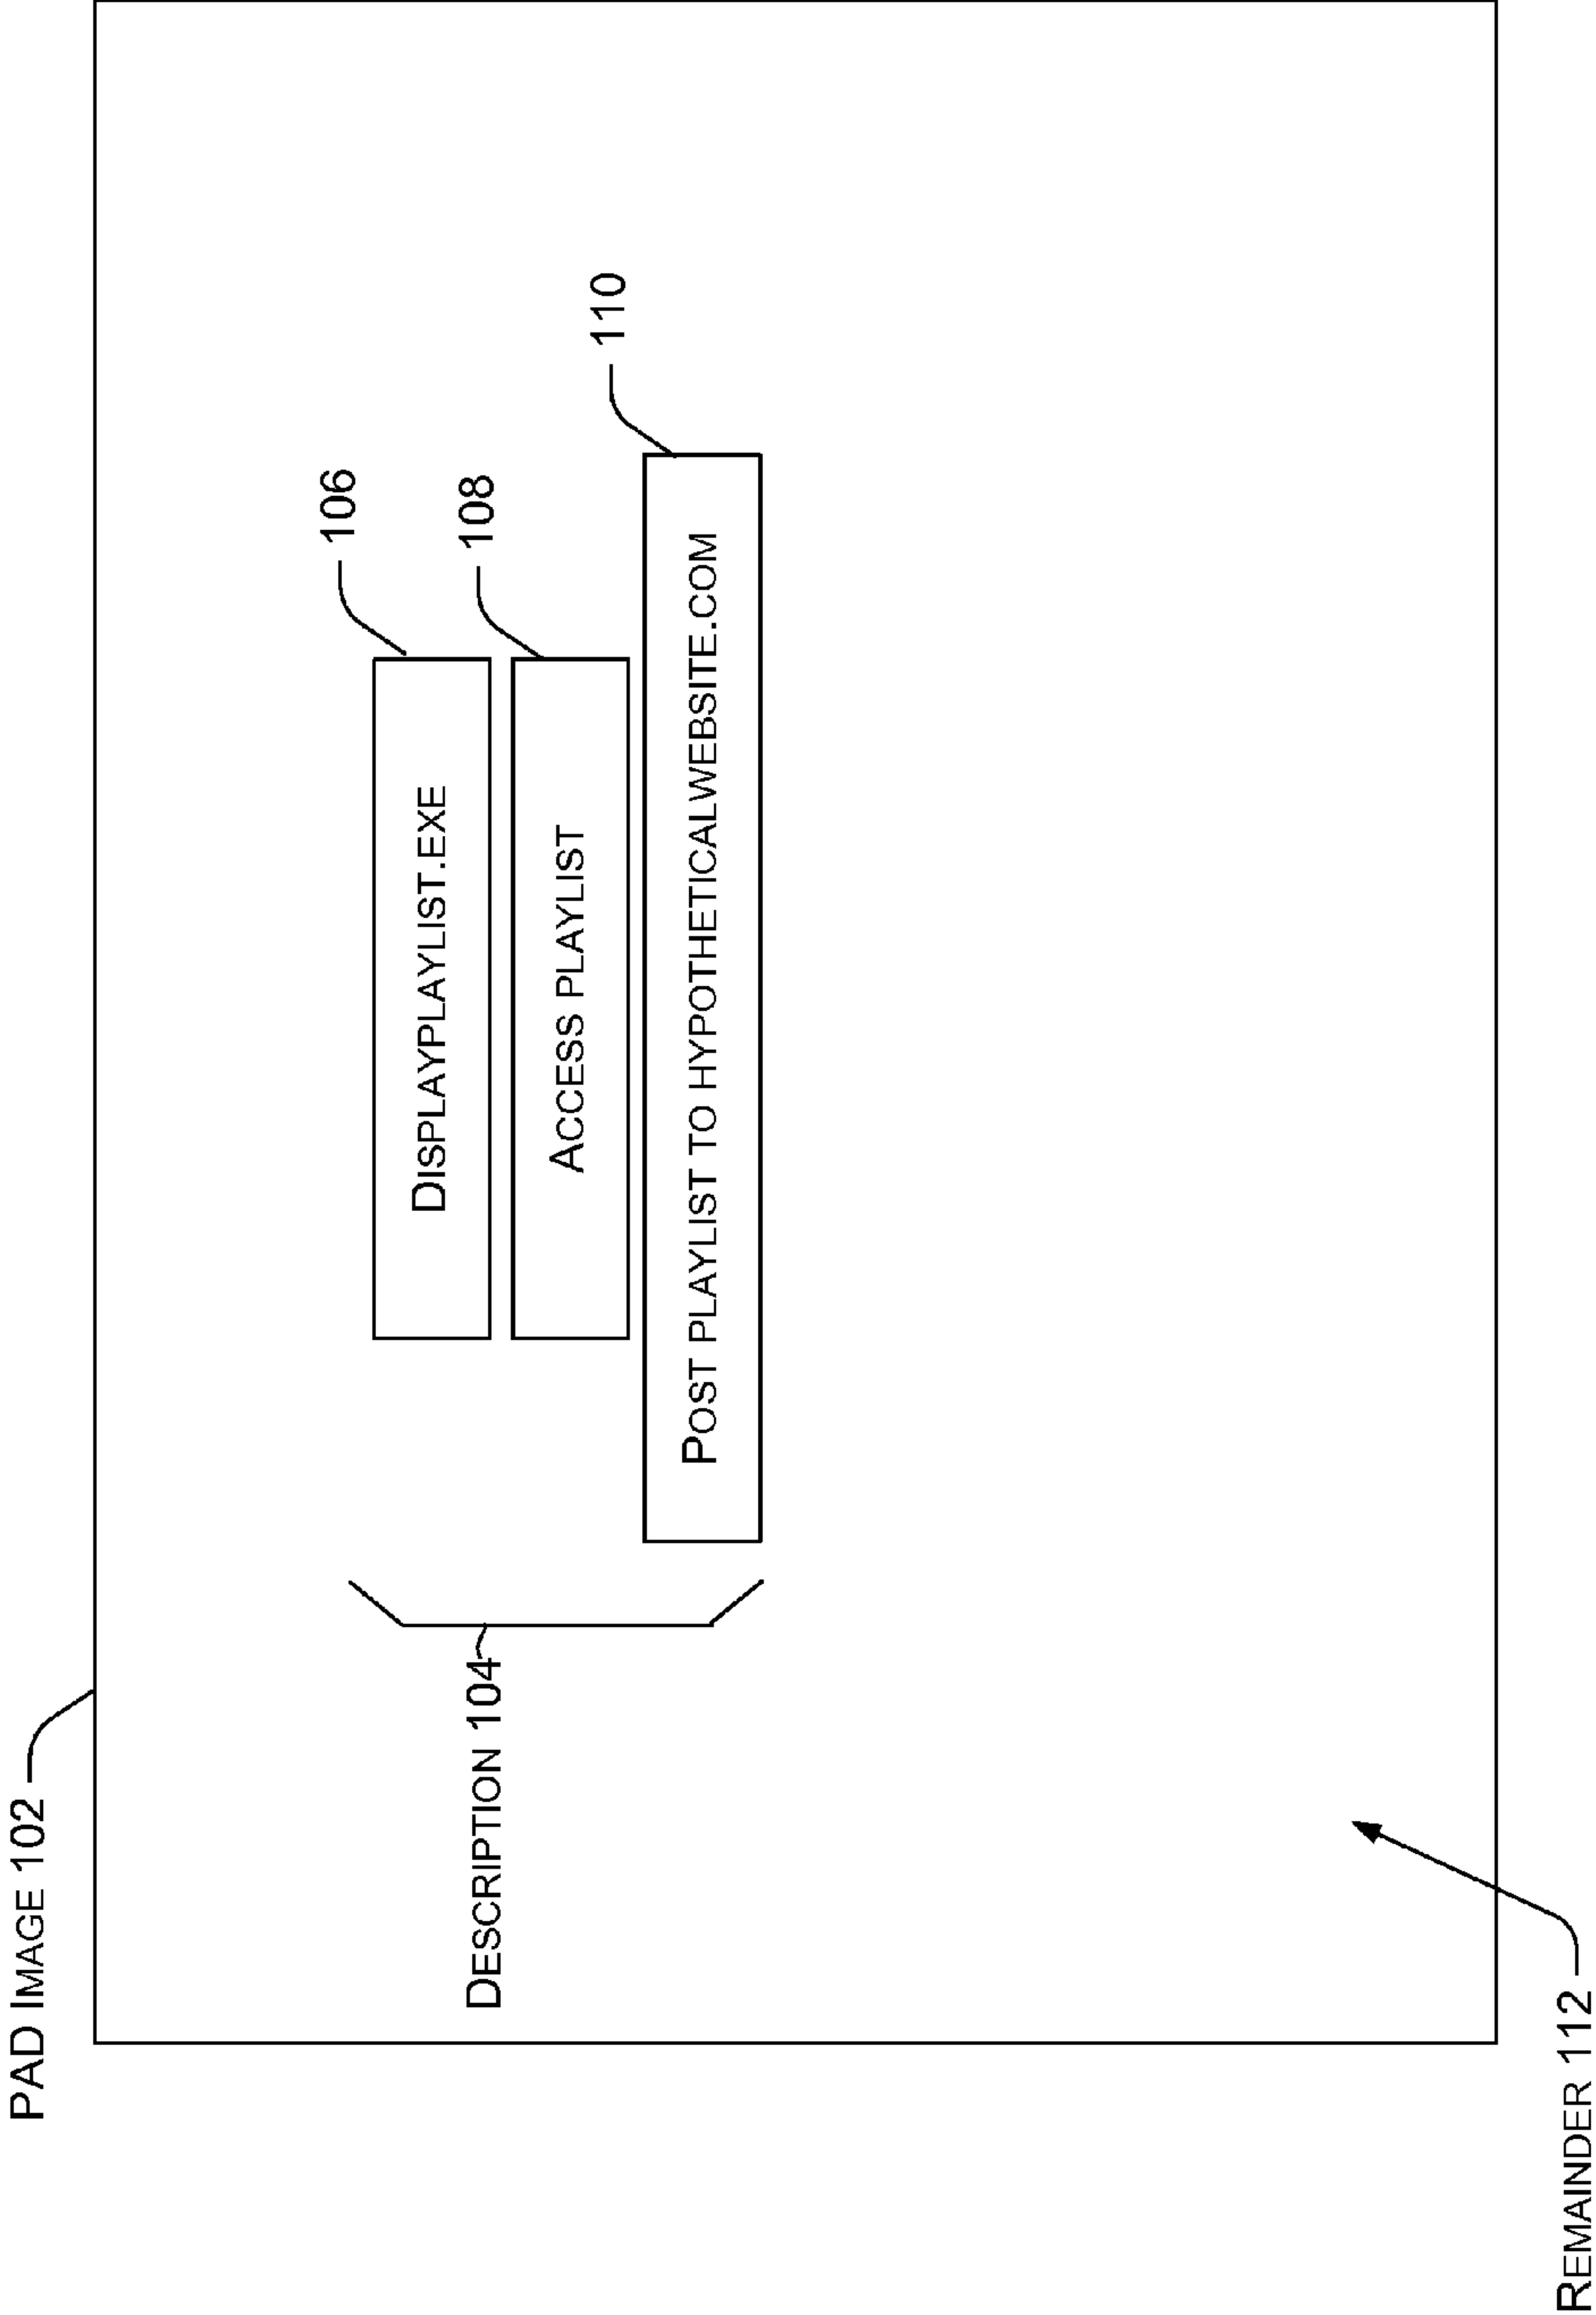 PAD IMAGE 102
106
DISPLAYPLAYLIST.EXE
108
ACCESS PLAYLIST
110
DESCRIPTION 104
POST PLAYLIST TO HYPOTHETICALWEBSITE.COM
REMAINDER 112